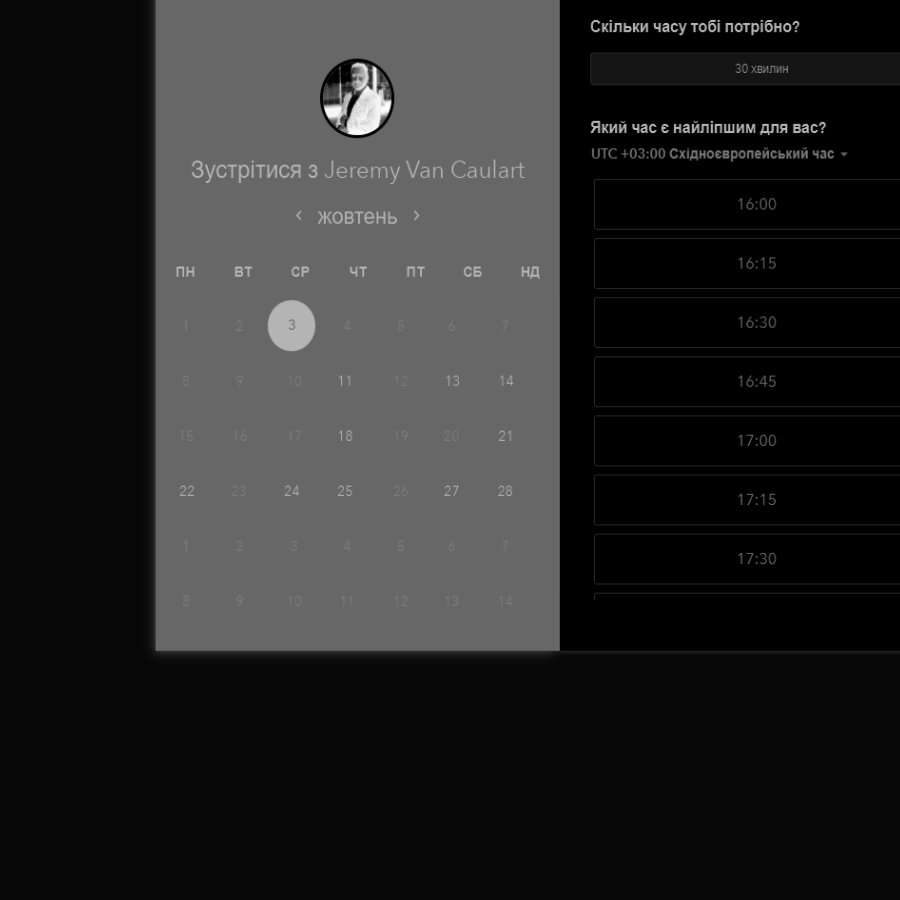 Зустрітися з Jeremy Van Caulart
‹ жовтень ›
ПН ВТ СР ЧТ ПТ СБ НД
1 2 3 4 5 6 7
8 9 10 11 12 13 14
15 16 17 18 19 20 21
22 23 24 25 26 27 28
1 2 3 4 5 6 7
8 9 10 11 12 13 14
Скільки часу тобі потрібно?
30 хвилин
Який час є найліпшим для вас?
UTC +03:00 Східноєвропейський час
16:00
16:15
16:30
16:45
17:00
17:15
17:30